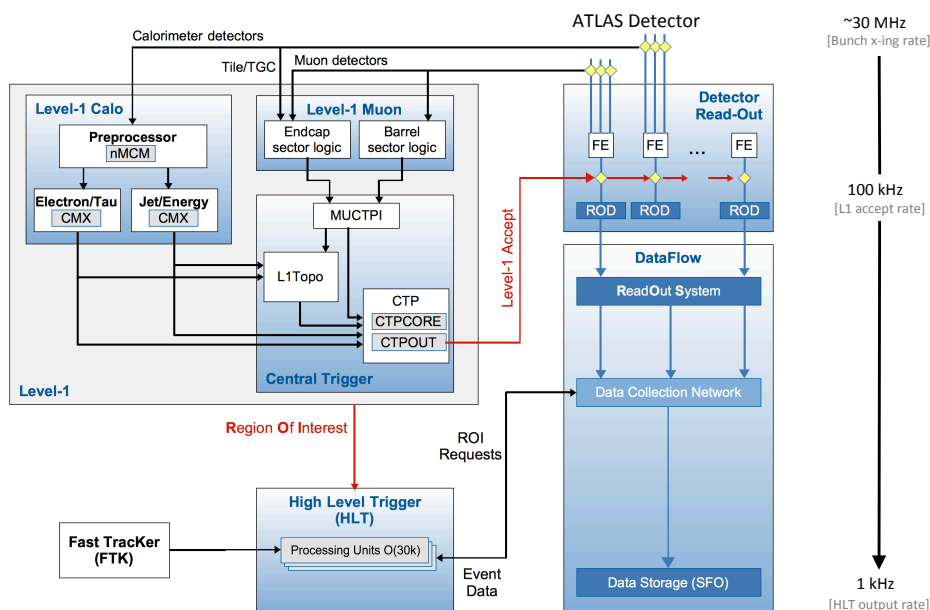 ATLAS Detector
~30 MHz
[Bunch x-ing rate]
Calorimeter detectors
Tile/TGC
Muon detectors
Level-1 Calo
Preprocessor
nMCM
Electron/Tau
CMX
Jet/Energy
CMX
Level-1 Muon
Endcap
sector logic
Barrel
sector logic
Detector
Read-Out
FE
FE
...
FE
ROD
ROD
ROD
100 kHz
[L1 accept rate]
MUCTPI
L1Topo
CTP
CTPCORE
CTPOUT
Central Trigger
Level-1
Level-1 Accept
DataFlow
ReadOut System
Data Collection Network
Data Storage (SFO)
Region Of Interest
ROI
Requests
High Level Trigger
(HLT)
Processing Units O(30k)
Fast TracKer
(FTK)
Event
Data
1 kHz
[HLT output rate]